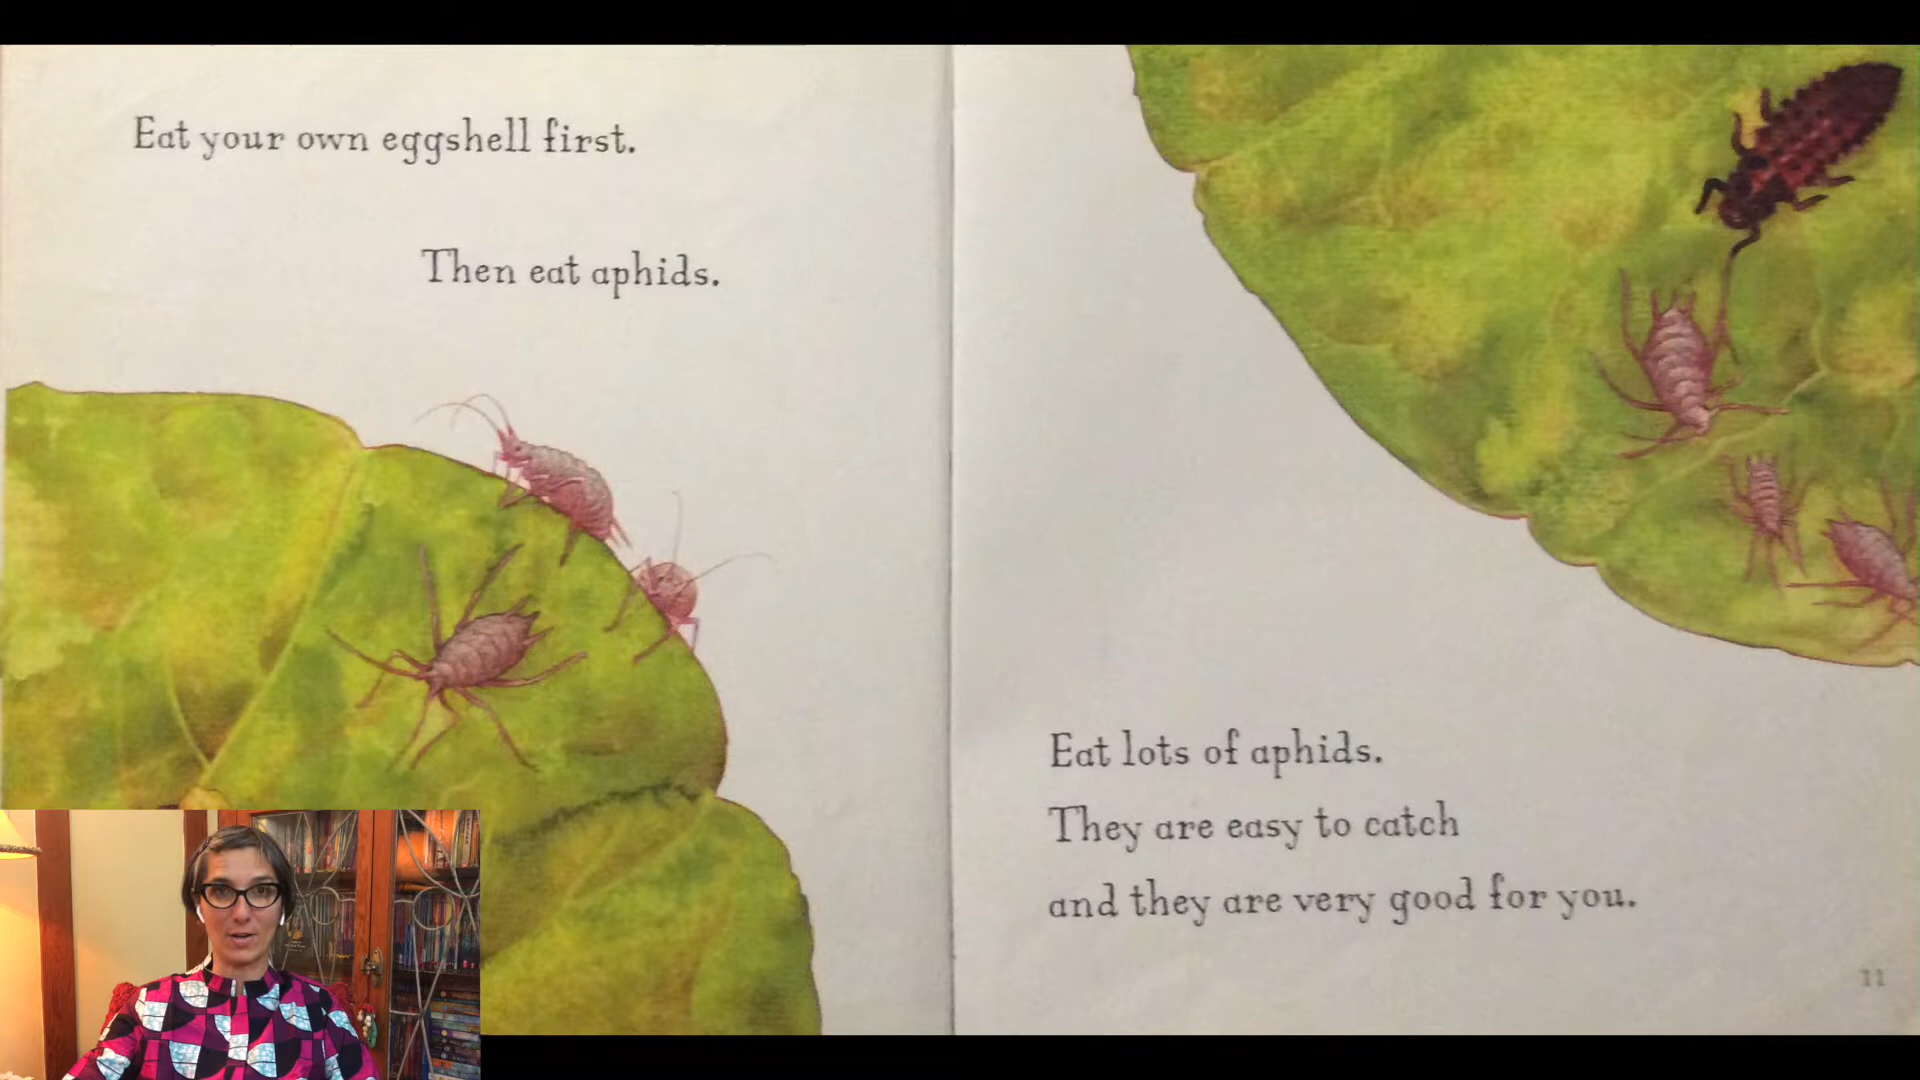 Eat your own eggshell first.
Then eat aphids.
Eat lots of aphids.
They are easy to catch
and they are very good for you.
11